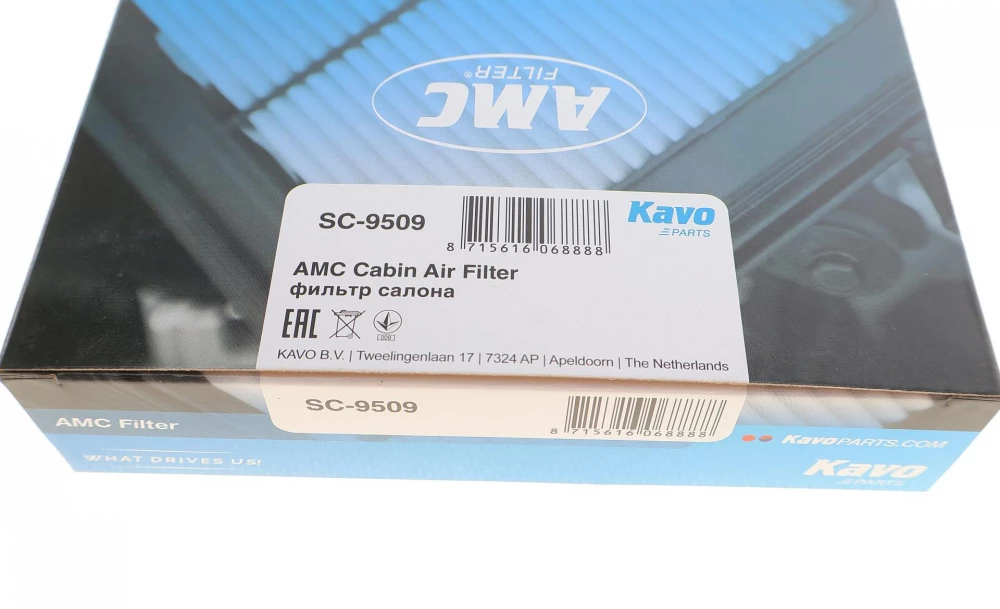 AMC
FILTER®
SC-9509
8 715616 068888
Kavo
PARTS
AMC Cabin Air Filter
фильтр салона
EAC
009
KAVO B.V. | Tweelingenlaan 17 | 7324 AP | Apeldoorn | The Netherlands
SC-9509
8 715616 068888
AMC Filter
KAVOPARTS.COM
WHAT DRIVES US!
Kavo
PARTS